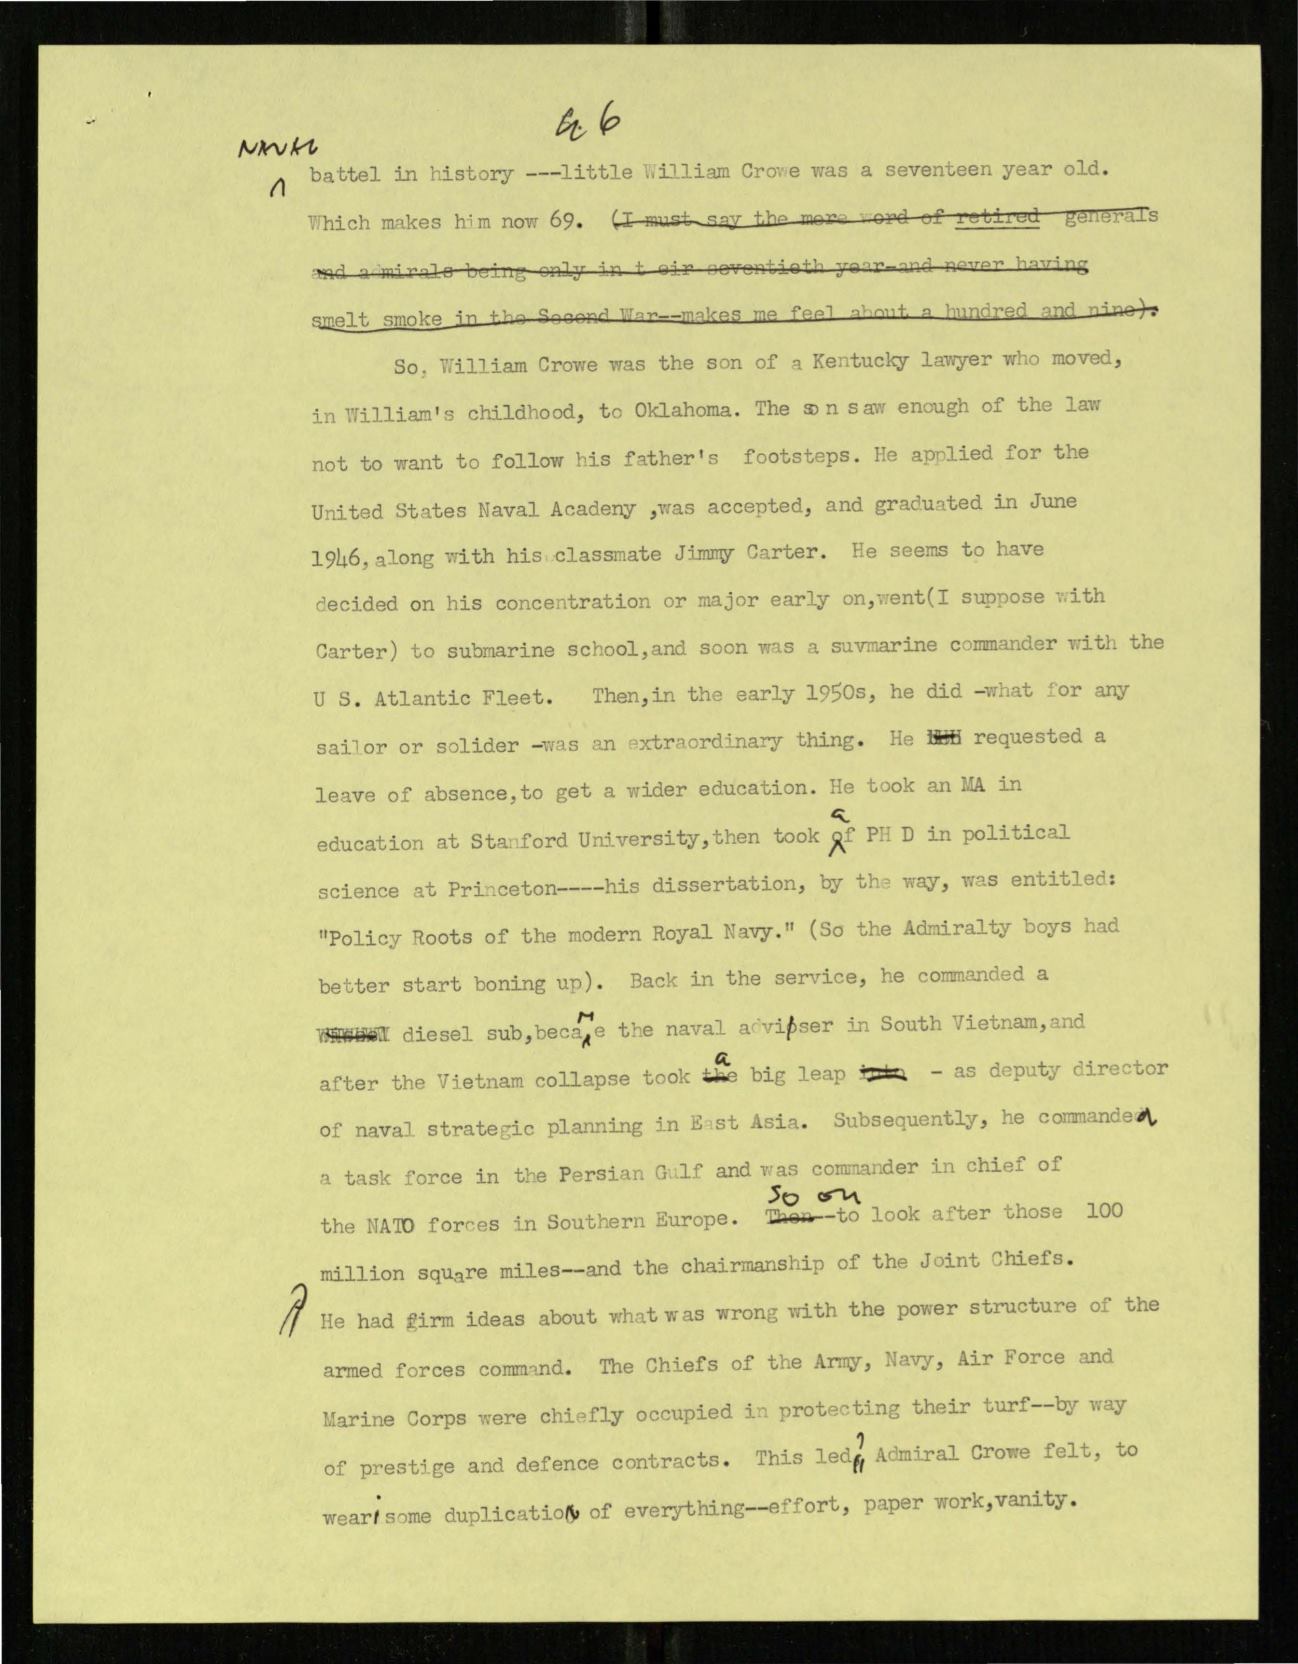 6
NAVAL
battel in history ---little William Crowe was a seventeen year old.
Which makes him now 69. (I must say the mere word of retired generals
and admirals being only in t eir seventieth year-and never having
smelt smoke in the Second War--makes me feel about a hundred and nine).
So, William Crowe was the son of a Kentucky lawyer who moved,
in William's childhood, to Oklahoma. The son saw enough of the law
not to want to follow his father's footsteps. He applied for the
United States Naval Acadeny ,was accepted, and graduated in June
1946, along with his classmate Jimmy Carter. He seems to have
decided on his concentration or major early on,went(I suppose with
Carter) to submarine school,and soon was a suvmarine commander with the
U S. Atlantic Fleet. Then,in the early 1950s, he did -what for any
sailor or solider -was an extraordinary thing. He requested a
leave of absence,to get a wider education. He took an MA in
a
education at Stanford University,then took of PH D in political
science at Princeton----his dissertation, by the way, was entitled:
"Policy Roots of the modern Royal Navy." (So the Admiralty boys had
better start boning up). Back in the service, he commanded a
diesel sub,became the naval adviser in South Vietnam,and
a
after the Vietnam collapse took the big leap into - as deputy director
of naval strategic planning in East Asia. Subsequently, he commanded
a task force in the Persian Gulf and was commander in chief of
so on
the NATO forces in Southern Europe. Then--to look after those 100
million square miles--and the chairmanship of the Joint Chiefs.
He had firm ideas about what was wrong with the power structure of the
armed forces command. The Chiefs of the Army, Navy, Air Force and
Marine Corps were chiefly occupied in protecting their turf--by way
of prestige and defence contracts. This led, Admiral Crowe felt, to
wearisome duplication of everything--effort, paper work,vanity.